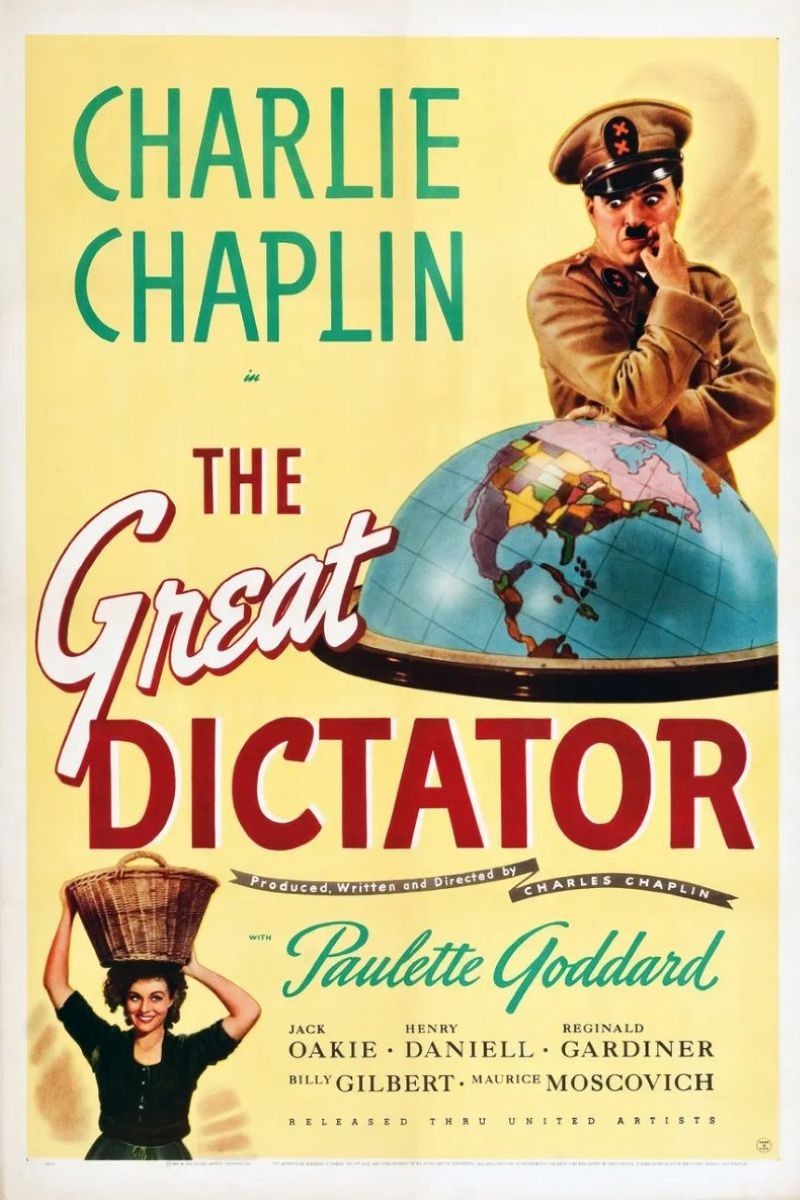 CHARLIE
CHAPLIN
in
THE
Great
DICTATOR
Produced, Written and Directed by
CHARLES CHAPLIN
WITH Paulette Goddard
JACK OAKIE · HENRY DANIELL · REGINALD GARDINER
BILLY GILBERT · MAURICE MOSCOVICH
RELEASED THRU UNITED ARTISTS